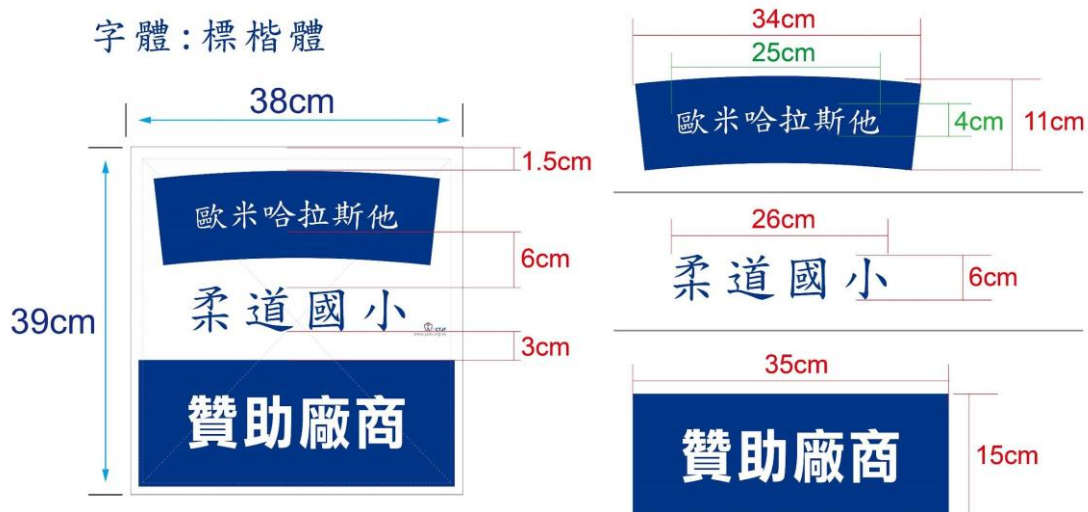 字體:標楷體
38cm
39cm
1.5cm
歐米哈拉斯他
6cm
柔道國小
3cm
贊助廠商
34cm
25cm
歐米哈拉斯他
4cm
11cm
26cm
柔道國小
6cm
35cm
贊助廠商
15cm